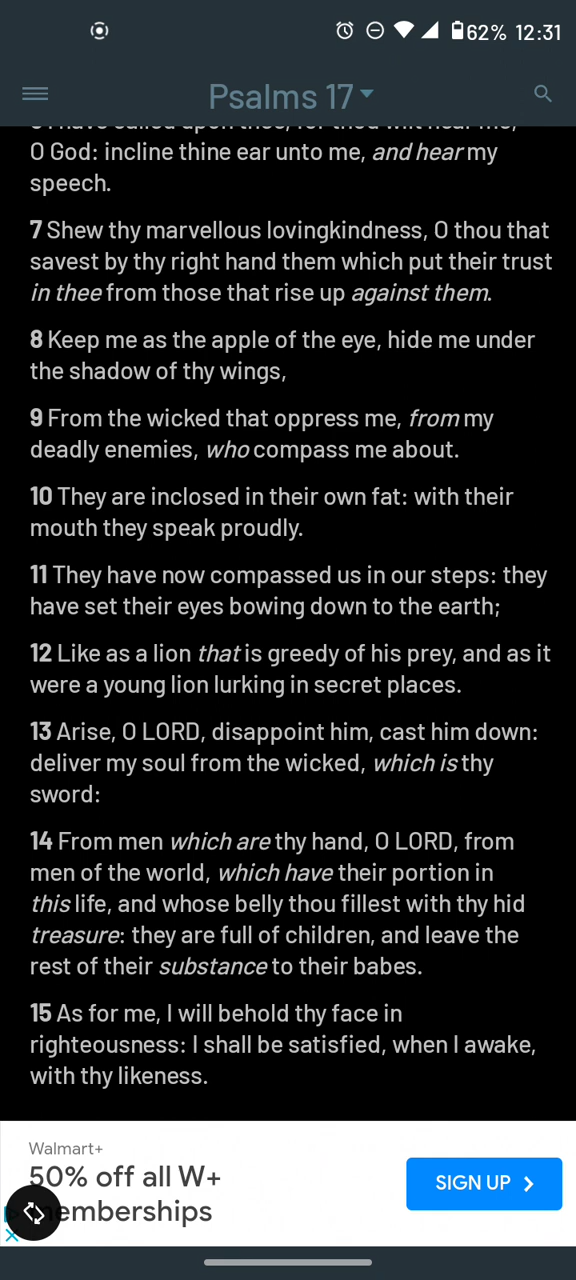 62% 12:31
Psalms 17
O God: incline thine ear unto me, and hear my
speech.
7 Shew thy marvellous lovingkindness, O thou that
savest by thy right hand them which put their trust
in thee from those that rise up against them.
8 Keep me as the apple of the eye, hide me under
the shadow of thy wings,
9 From the wicked that oppress me, from my
deadly enemies, who compass me about.
10 They are inclosed in their own fat: with their
mouth they speak proudly.
11 They have now compassed us in our steps: they
have set their eyes bowing down to the earth;
12 Like as a lion that is greedy of his prey, and as it
were a young lion lurking in secret places.
13 Arise, O LORD, disappoint him, cast him down:
deliver my soul from the wicked, which is thy
sword:
14 From men which are thy hand, O LORD, from
men of the world, which have their portion in
this life, and whose belly thou fillest with thy hid
treasure: they are full of children, and leave the
rest of their substance to their babes.
15 As for me, I will behold thy face in
righteousness: I shall be satisfied, when I awake,
with thy likeness.
Walmart+
50% off all W+
SIGN UP